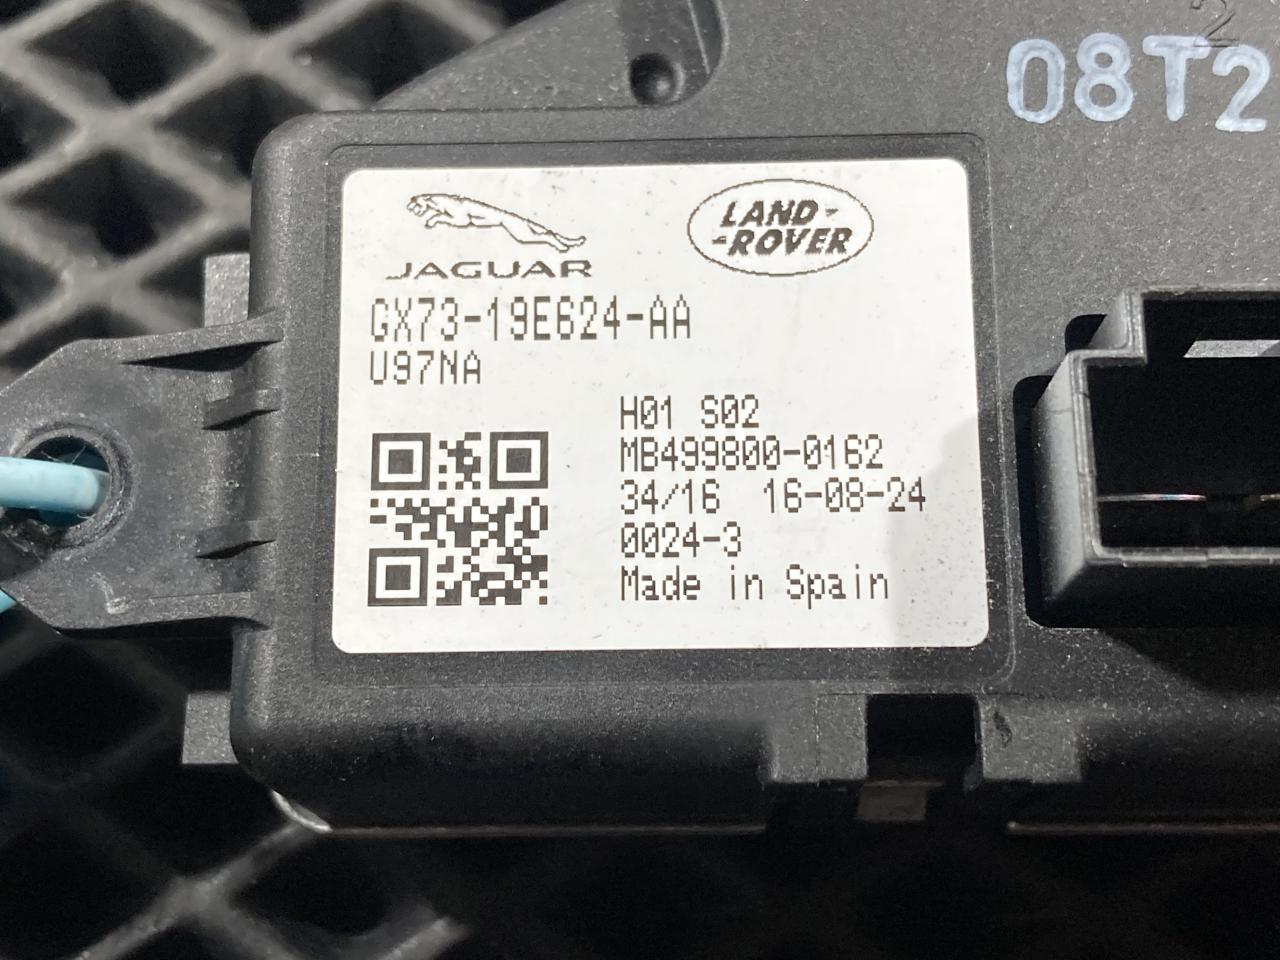 2
08T2
JAGUAR
LAND-
-ROVER
GX73-19E624-AA
U97NA
H01 S02
MB499800-0162
34/16 16-08-24
0024-3
Made in Spain